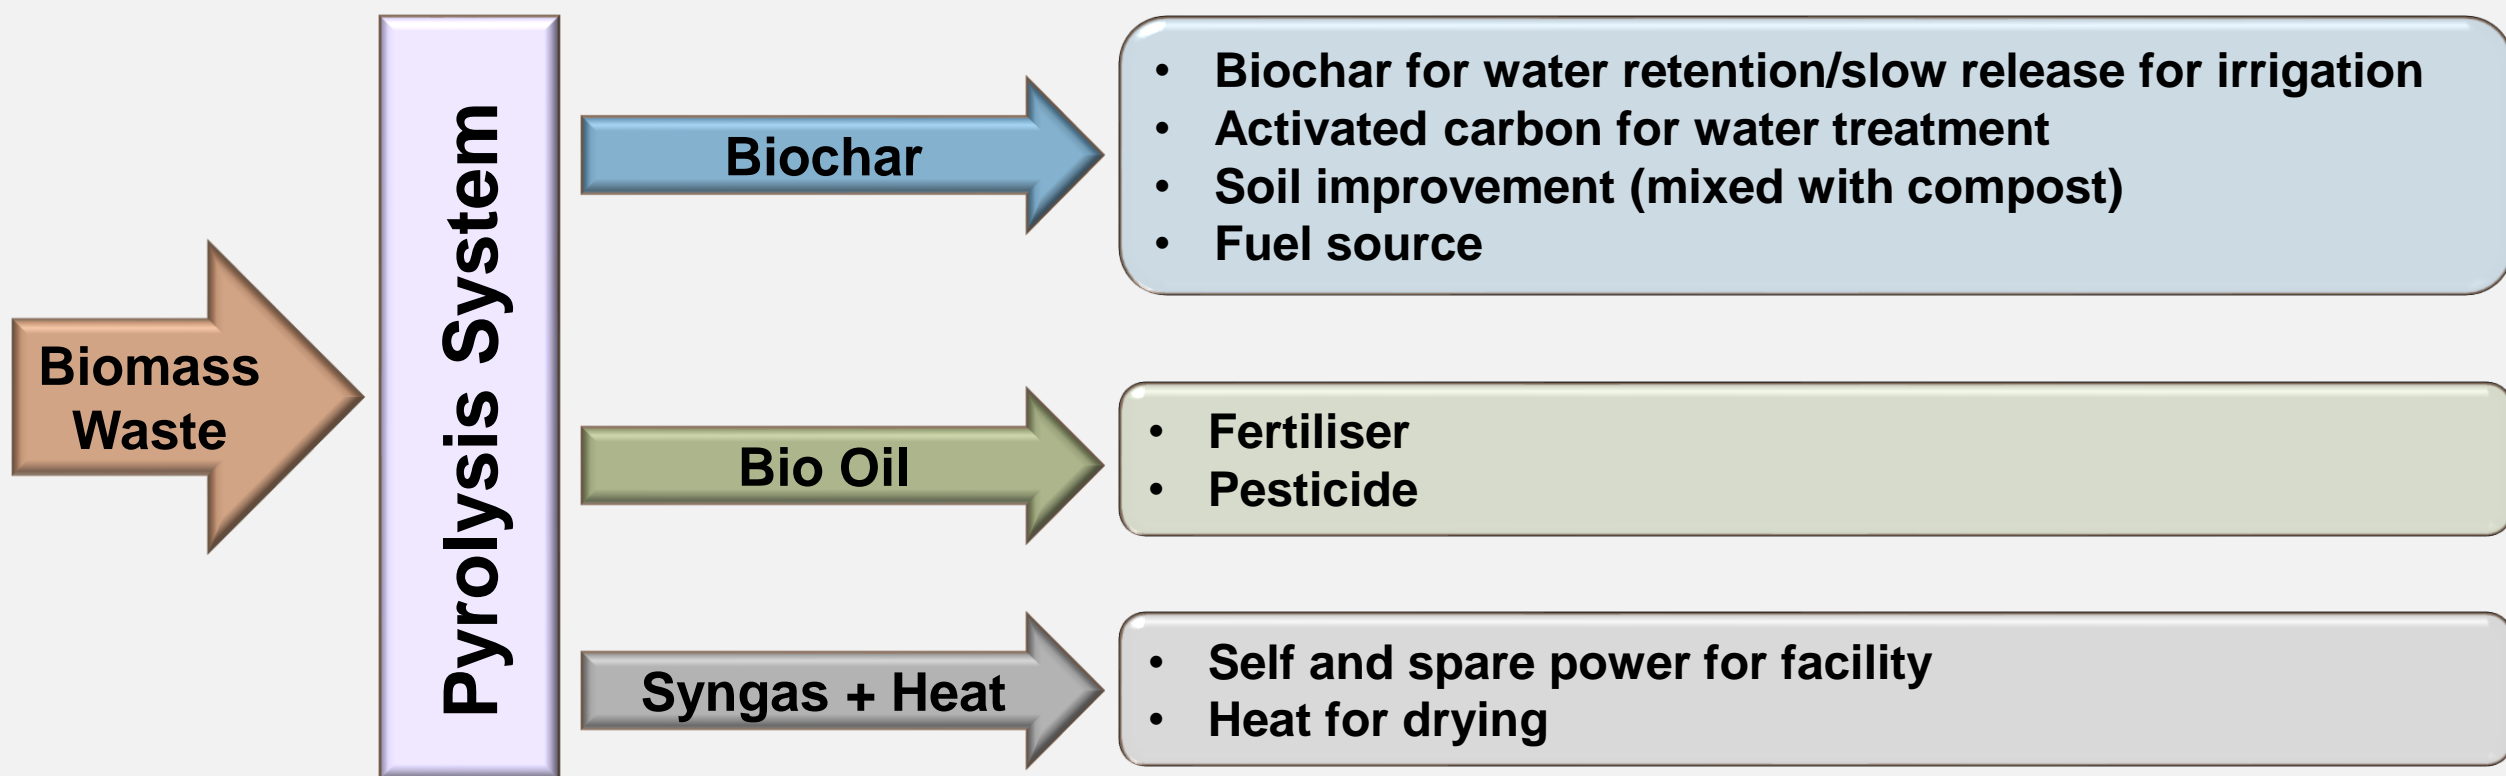 Biomass
Waste
Pyrolysis System
Biochar
• Biochar for water retention/slow release for irrigation
• Activated carbon for water treatment
• Soil improvement (mixed with compost)
• Fuel source
Bio Oil
• Fertiliser
• Pesticide
Syngas + Heat
• Self and spare power for facility
• Heat for drying